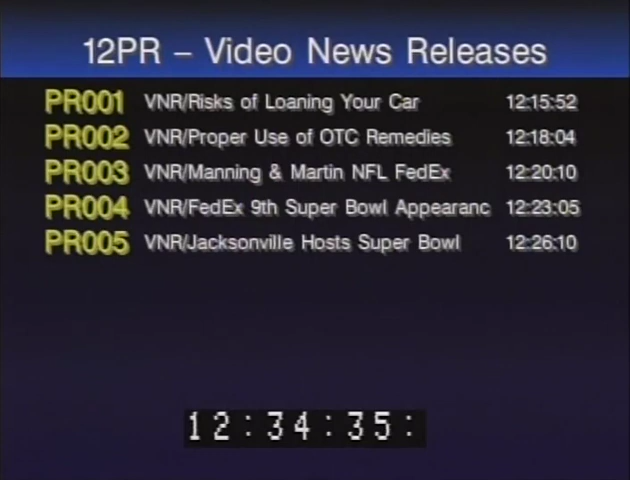 12PR – Video News Releases
PR001 VNR/Risks of Loaning Your Car 12:15:52
PR002 VNR/Proper Use of OTC Remedies 12:18:04
PR003 VNR/Manning & Martin NFL FedEx 12:20:10
PR004 VNR/FedEx 9th Super Bowl Appearanc 12:23:05
PR005 VNR/Jacksonville Hosts Super Bowl 12:26:10
12:34:35: